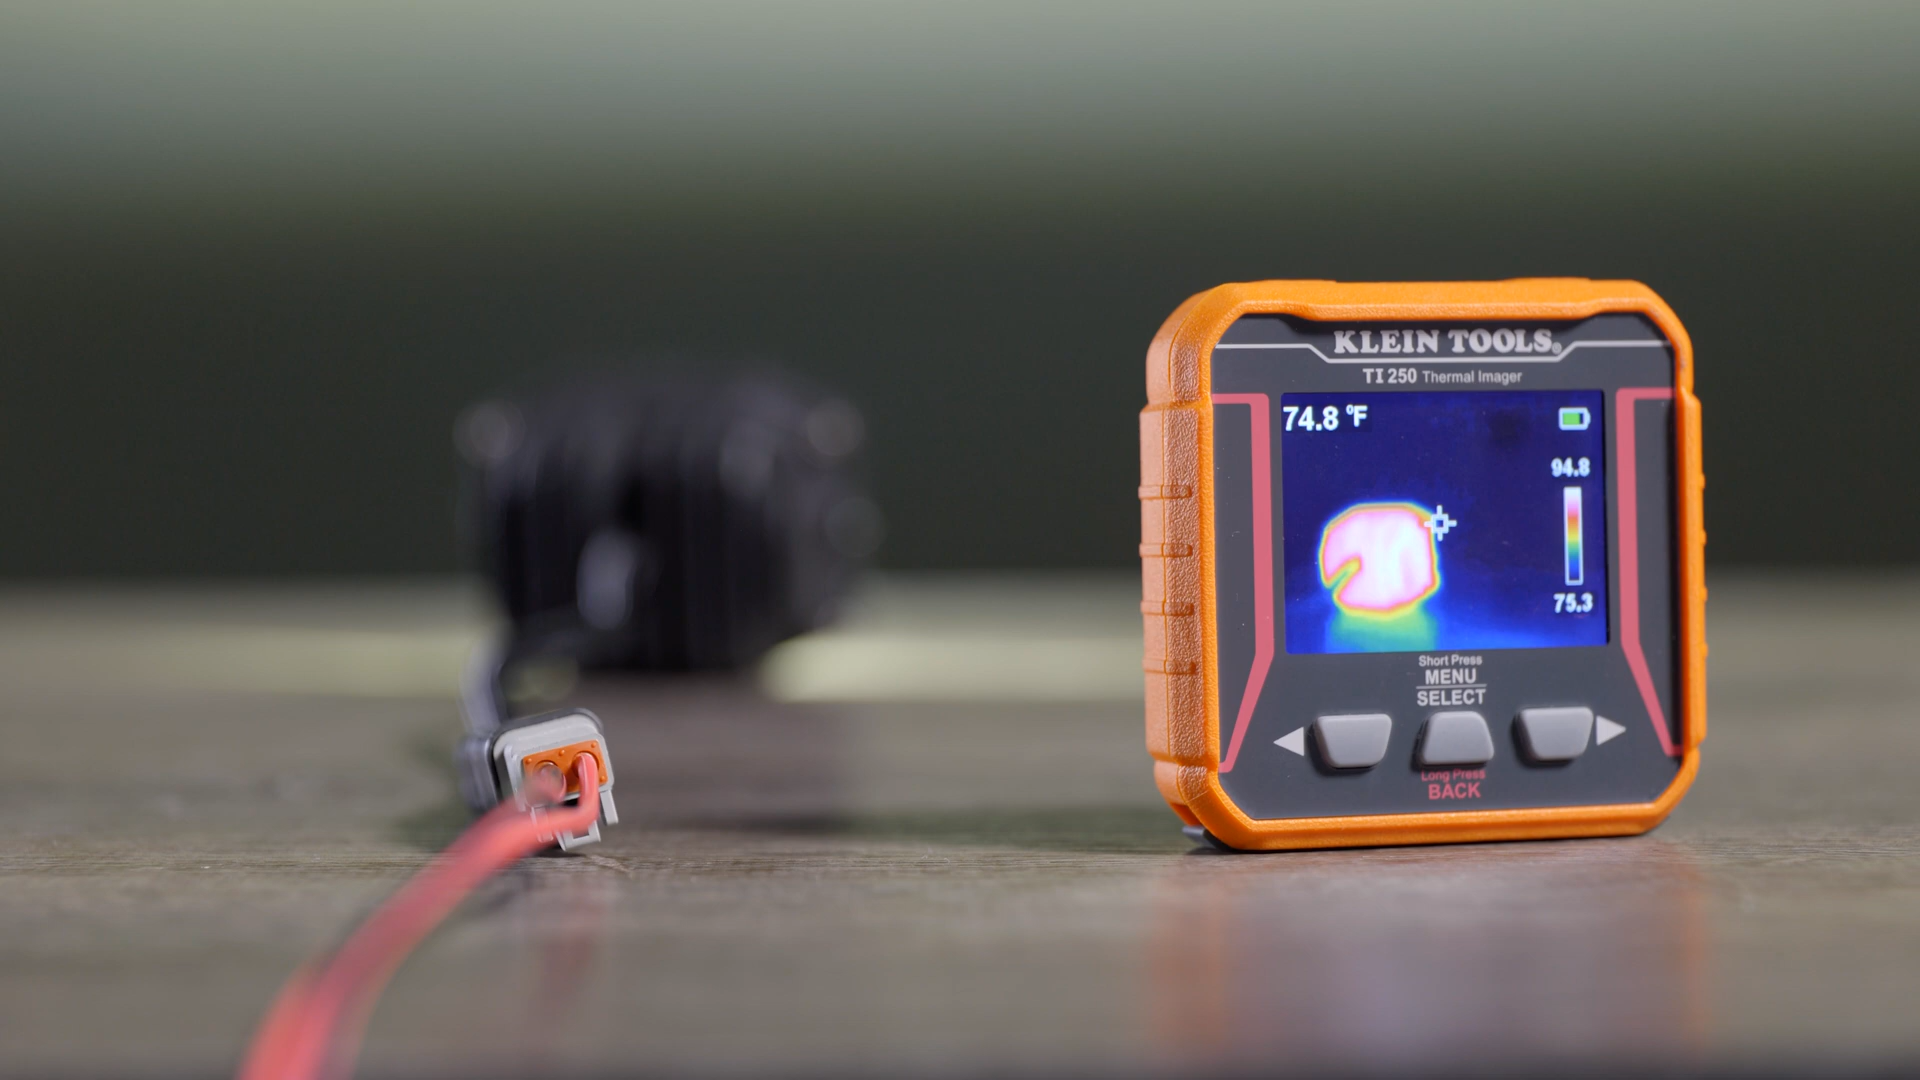 KLEIN TOOLS®
TI 250 Thermal Imager
74.8 °F
94.8
75.3
Short Press
MENU
SELECT
Long Press
BACK